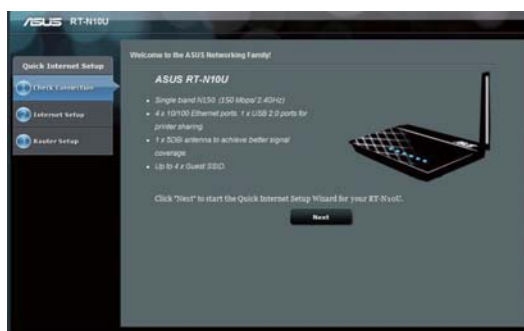 ASUS RT-N10U
Quick Internet Setup
Check Connection
Internet Setup
Router Setup
Welcome to the ASUS Networking Family!
ASUS RT-N10U
Single band N150 (150 Mbps/ 2.4GHz)
4 x 10/100 Ethernet ports. 1 x USB 2.0 ports for
printer sharing.
1 x 5DBi antenna to achieve better signal
coverage.
Up to 4 x Guest SSID.
Click "Next" to start the Quick Internet Setup Wizard for your RT-N10U.
Next